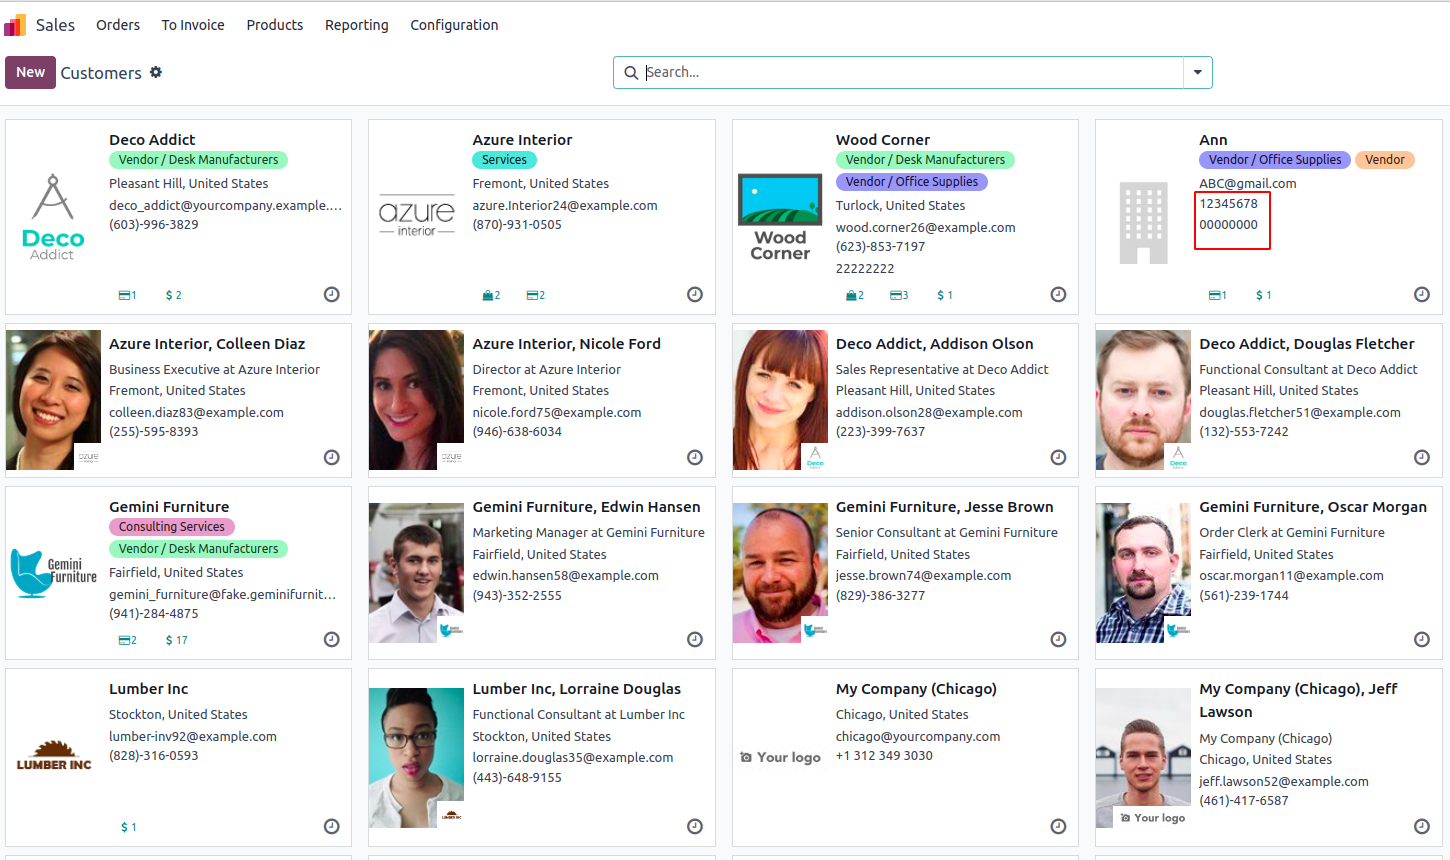 Sales Orders To Invoice Products Reporting Configuration
New Customers Search...
Deco Addict
Vendor / Desk Manufacturers
Pleasant Hill, United States
deco_addict@yourcompany.example....
(603)-996-3829
Deco
Addict
1 $ 2
Azure Interior
Services
Fremont, United States
azure.Interior24@example.com
(870)-931-0505
azure
interior
2 2
Wood Corner
Vendor / Desk Manufacturers
Vendor / Office Supplies
Turlock, United States
wood.corner26@example.com
(623)-853-7197
22222222
Wood
Corner
2 3 $ 1
Ann
Vendor / Office Supplies Vendor
ABC@gmail.com
12345678
00000000
1 $ 1
Azure Interior, Colleen Diaz
Business Executive at Azure Interior
Fremont, United States
colleen.diaz83@example.com
(255)-595-8393
azure
interior
Azure Interior, Nicole Ford
Director at Azure Interior
Fremont, United States
nicole.ford75@example.com
(946)-638-6034
azure
interior
Deco Addict, Addison Olson
Sales Representative at Deco Addict
Pleasant Hill, United States
addison.olson28@example.com
(223)-399-7637
Deco
Addict
Deco Addict, Douglas Fletcher
Functional Consultant at Deco Addict
Pleasant Hill, United States
douglas.fletcher51@example.com
(132)-553-7242
Deco
Addict
Gemini Furniture
Consulting Services
Vendor / Desk Manufacturers
Fairfield, United States
gemini_furniture@fake.geminifurnit...
(941)-284-4875
Gemini
Furniture
2 $ 17
Gemini Furniture, Edwin Hansen
Marketing Manager at Gemini Furniture
Fairfield, United States
edwin.hansen58@example.com
(943)-352-2555
Gemini
Furniture
Gemini Furniture, Jesse Brown
Senior Consultant at Gemini Furniture
Fairfield, United States
jesse.brown74@example.com
(829)-386-3277
Gemini
Furniture
Gemini Furniture, Oscar Morgan
Order Clerk at Gemini Furniture
Fairfield, United States
oscar.morgan11@example.com
(561)-239-1744
Gemini
Furniture
Lumber Inc
Stockton, United States
lumber-inv92@example.com
(828)-316-0593
LUMBER INC
$ 1
Lumber Inc, Lorraine Douglas
Functional Consultant at Lumber Inc
Stockton, United States
lorraine.douglas35@example.com
(443)-648-9155
LUMBER INC
My Company (Chicago)
Chicago, United States
chicago@yourcompany.com
+1 312 349 3030
Your logo
My Company (Chicago), Jeff
Lawson
My Company (Chicago)
Chicago, United States
jeff.lawson52@example.com
(461)-417-6587
Your logo